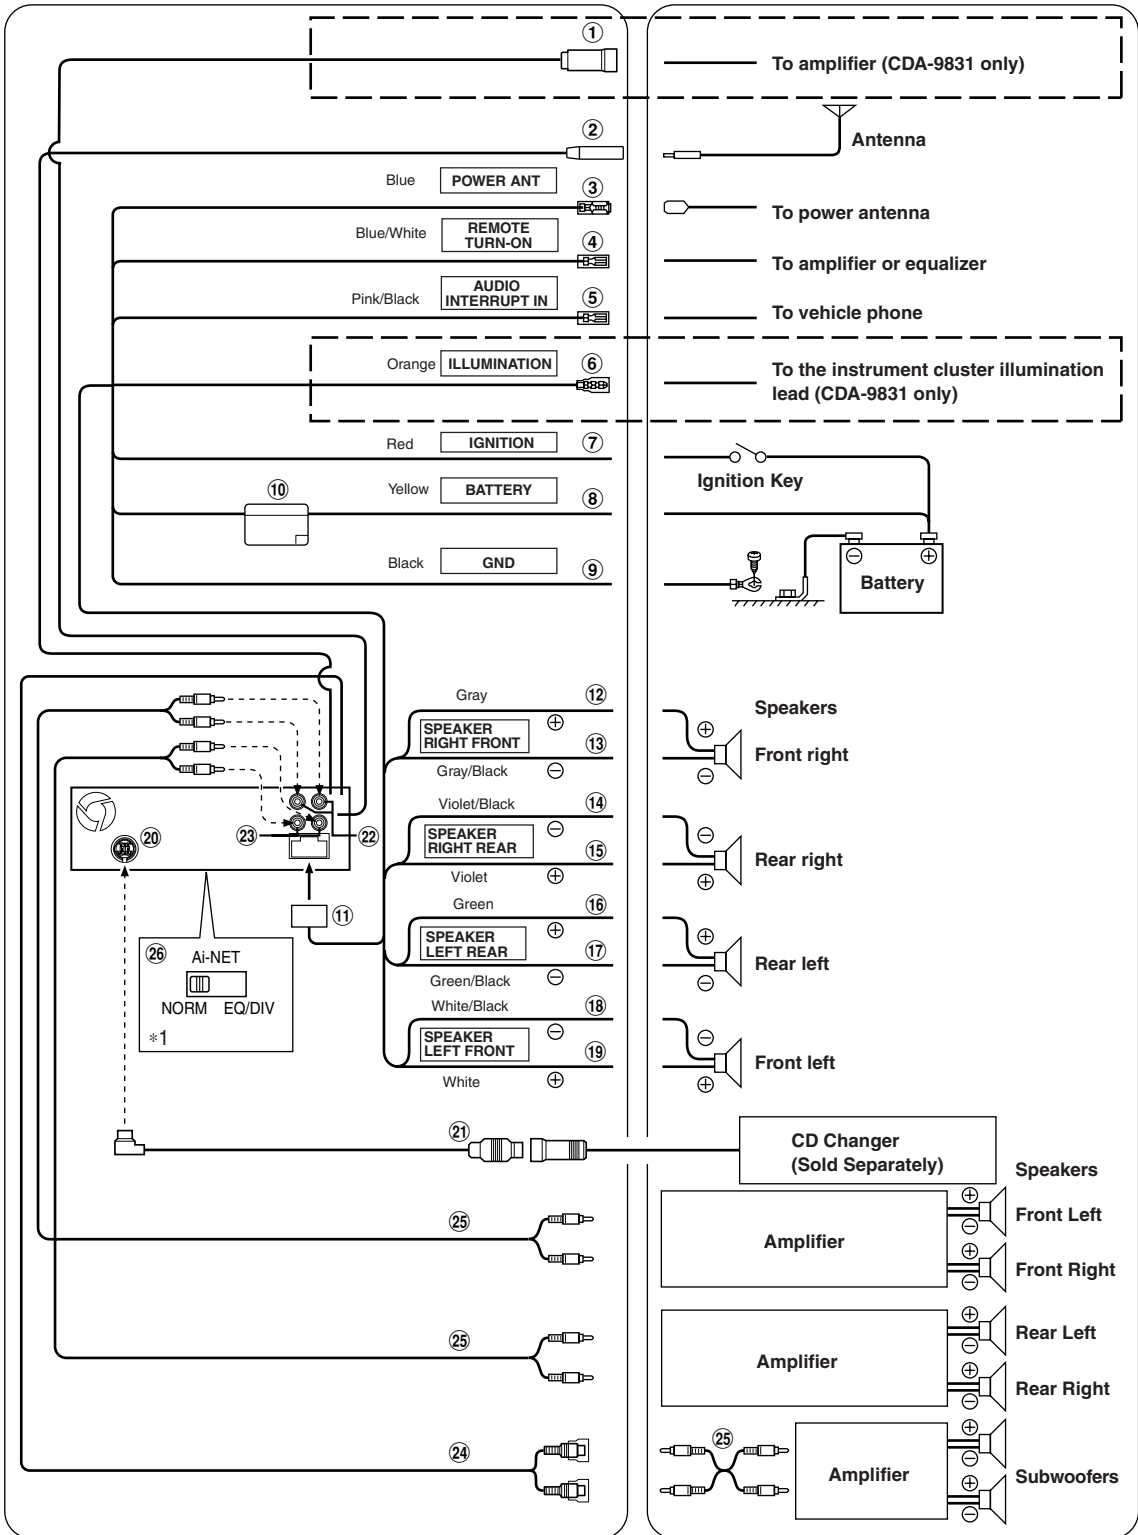 ①
To amplifier (CDA-9831 only)
②
Antenna
Blue
POWER ANT
③
To power antenna
Blue/White
REMOTE
TURN-ON
④
To amplifier or equalizer
Pink/Black
AUDIO
INTERRUPT IN
⑤
To vehicle phone
Orange
ILLUMINATION
⑥
To the instrument cluster illumination
lead (CDA-9831 only)
Red
IGNITION
⑦
Ignition Key
⑩
Yellow
BATTERY
⑧
Black
GND
⑨
⊖ ⊕
Battery
Gray
⑫
Speakers
SPEAKER
RIGHT FRONT
⊕
⑬
Gray/Black
⊖
⊕
Front right
⊖
Violet/Black
⑭
SPEAKER
RIGHT REAR
⊖
⑮
Violet
⊕
⊖
Rear right
⊕
⑳
㉓
㉒
⑪
Green
⑯
SPEAKER
LEFT REAR
⊕
⑰
Green/Black
⊖
⊕
Rear left
⊖
㉖
Ai-NET
NORM EQ/DIV
*1
White/Black
⑱
SPEAKER
LEFT FRONT
⊖
⑲
White
⊕
⊖
Front left
⊕
㉑
CD Changer
(Sold Separately)
Speakers
㉕
Amplifier
⊕
⊖
Front Left
⊕
⊖
Front Right
㉕
Amplifier
⊕
⊖
Rear Left
⊕
⊖
Rear Right
㉔
㉕
Amplifier
⊕
⊖
Subwoofers
⊕
⊖